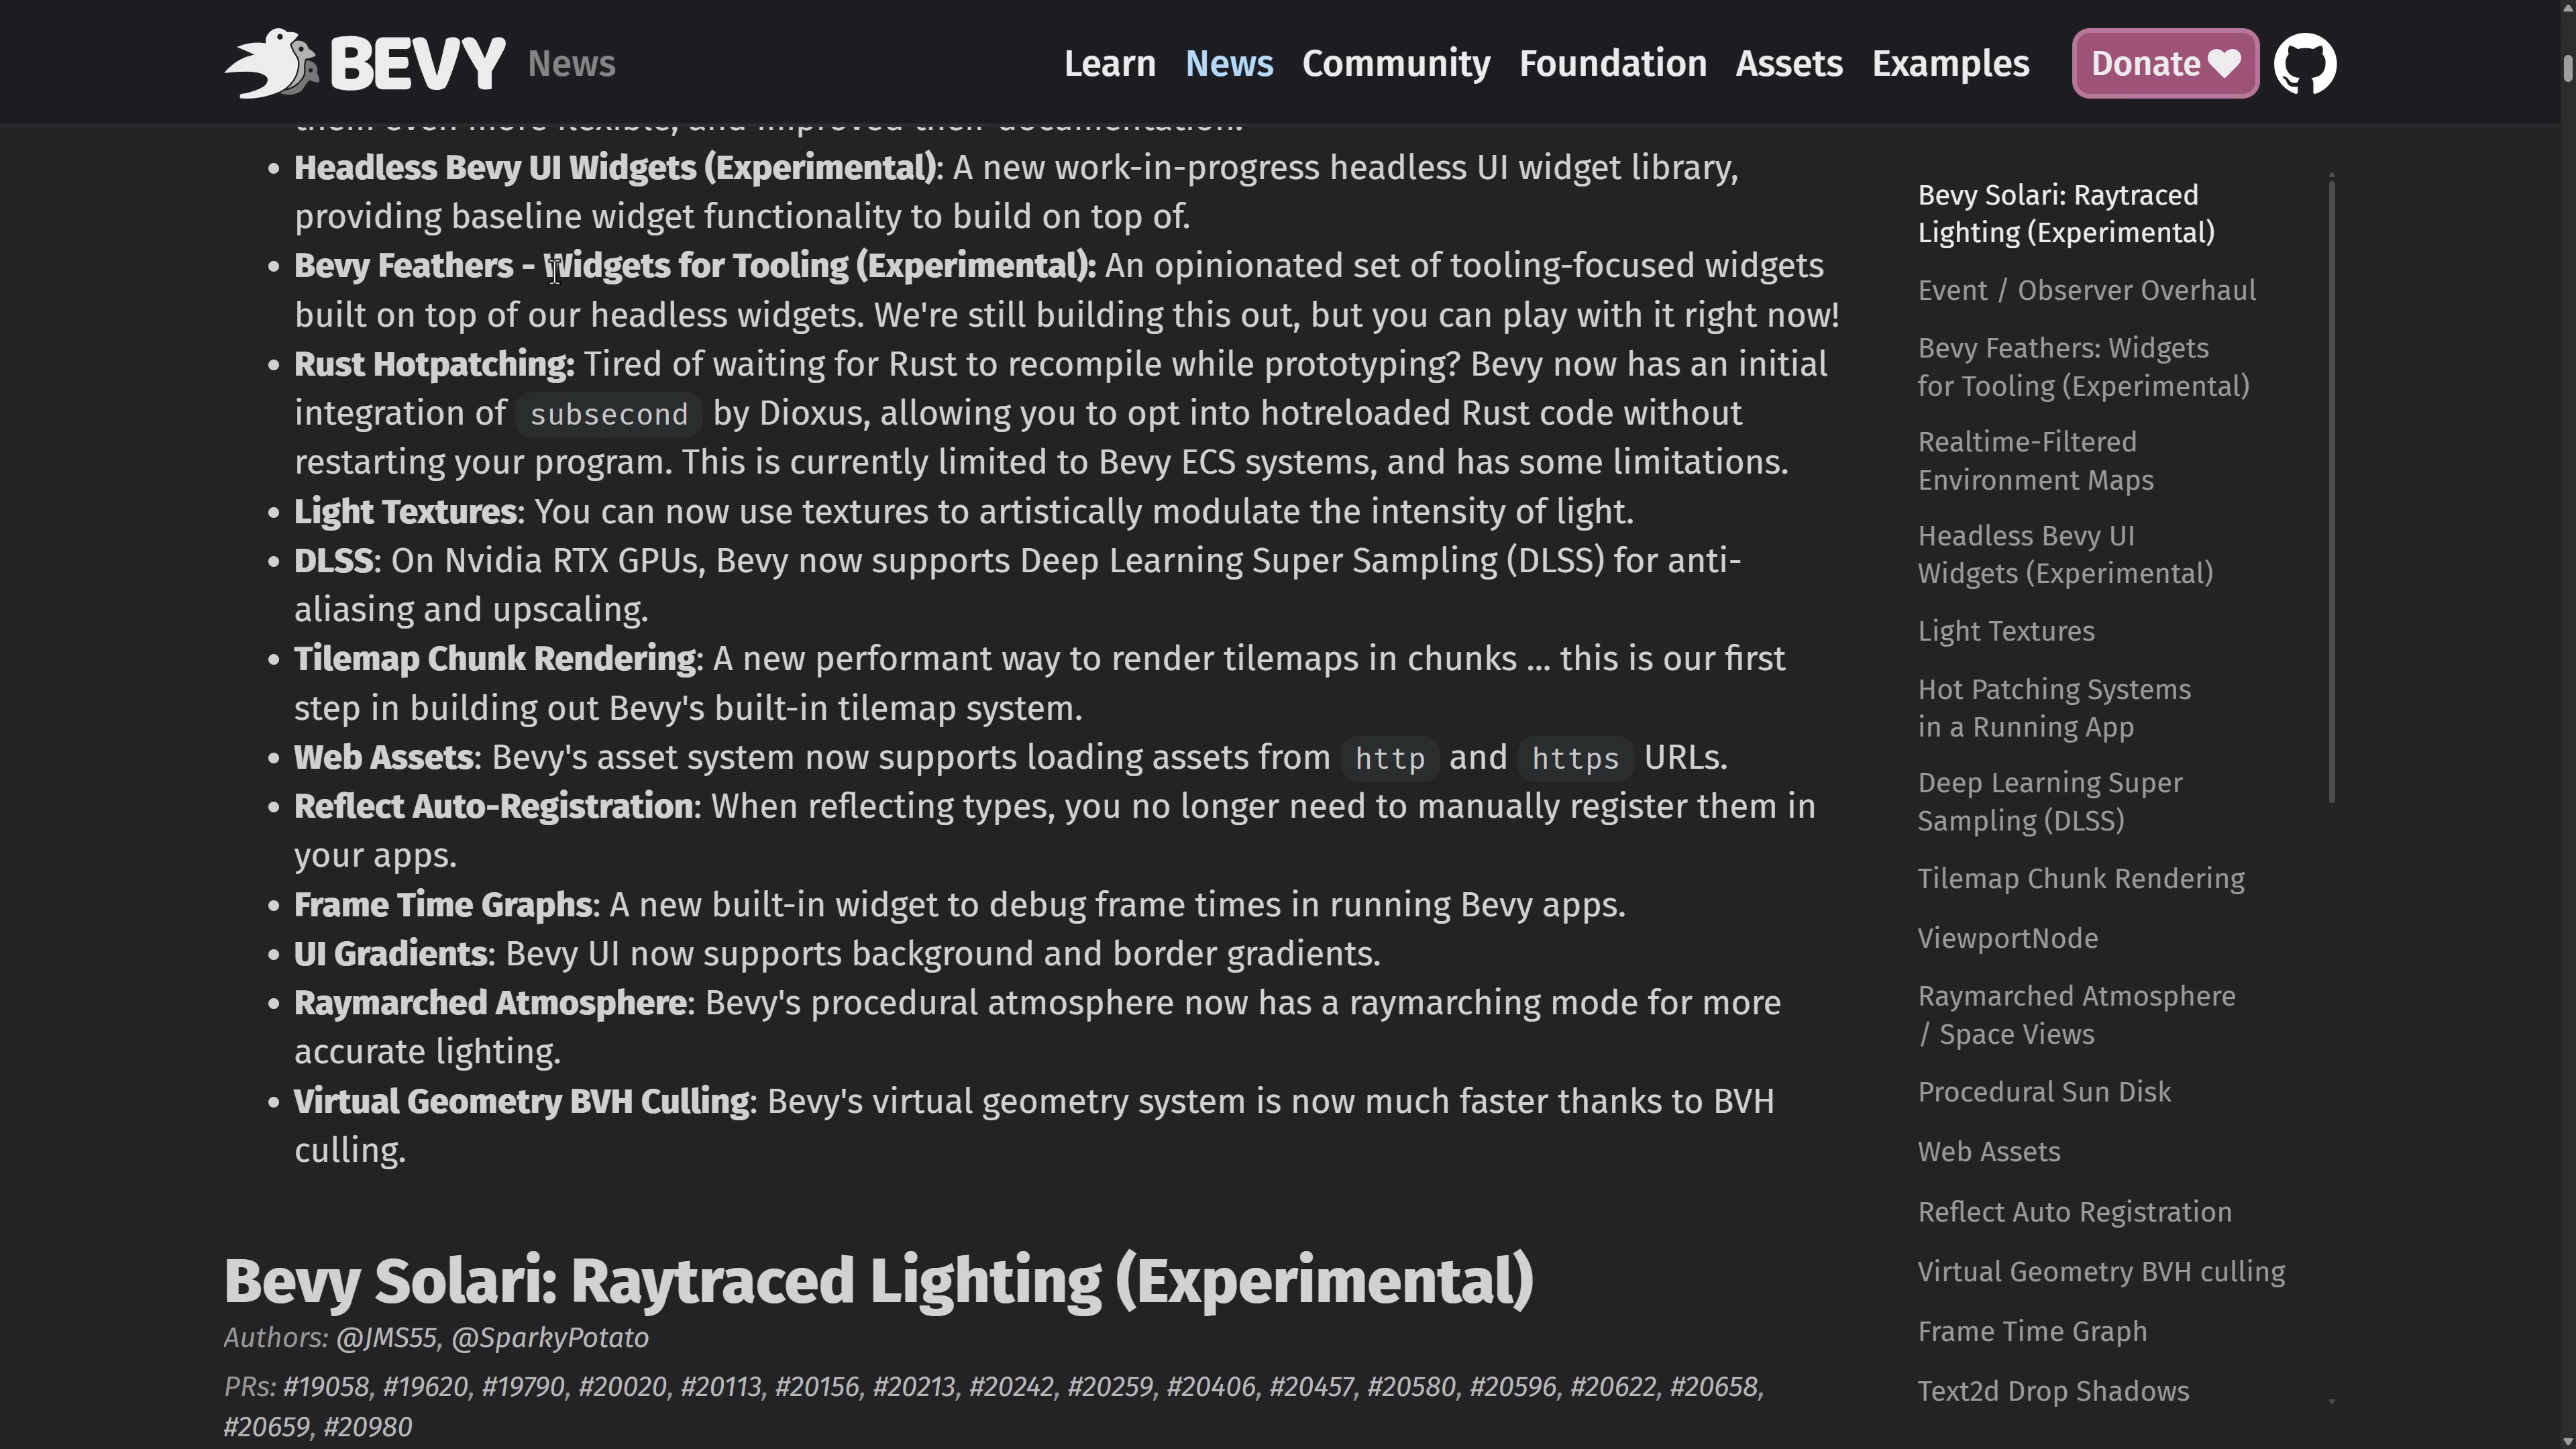 BEVY News
Learn News Community Foundation Assets Examples Donate
them even more flexible, and improved their documentation.
• Headless Bevy UI Widgets (Experimental): A new work-in-progress headless UI widget library,
providing baseline widget functionality to build on top of.
• Bevy Feathers - Widgets for Tooling (Experimental): An opinionated set of tooling-focused widgets
built on top of our headless widgets. We're still building this out, but you can play with it right now!
• Rust Hotpatching: Tired of waiting for Rust to recompile while prototyping? Bevy now has an initial
integration of subsecond by Dioxus, allowing you to opt into hotreloaded Rust code without
restarting your program. This is currently limited to Bevy ECS systems, and has some limitations.
• Light Textures: You can now use textures to artistically modulate the intensity of light.
• DLSS: On Nvidia RTX GPUs, Bevy now supports Deep Learning Super Sampling (DLSS) for anti-
aliasing and upscaling.
• Tilemap Chunk Rendering: A new performant way to render tilemaps in chunks ... this is our first
step in building out Bevy's built-in tilemap system.
• Web Assets: Bevy's asset system now supports loading assets from http and https URLs.
• Reflect Auto-Registration: When reflecting types, you no longer need to manually register them in
your apps.
• Frame Time Graphs: A new built-in widget to debug frame times in running Bevy apps.
• UI Gradients: Bevy UI now supports background and border gradients.
• Raymarched Atmosphere: Bevy's procedural atmosphere now has a raymarching mode for more
accurate lighting.
• Virtual Geometry BVH Culling: Bevy's virtual geometry system is now much faster thanks to BVH
culling.
Bevy Solari: Raytraced Lighting (Experimental)
Authors: @JMS55, @SparkyPotato
PRs: #19058, #19620, #19790, #20020, #20113, #20156, #20213, #20242, #20259, #20406, #20457, #20580, #20596, #20622, #20658,
#20659, #20980
Bevy Solari: Raytraced
Lighting (Experimental)
Event / Observer Overhaul
Bevy Feathers: Widgets
for Tooling (Experimental)
Realtime-Filtered
Environment Maps
Headless Bevy UI
Widgets (Experimental)
Light Textures
Hot Patching Systems
in a Running App
Deep Learning Super
Sampling (DLSS)
Tilemap Chunk Rendering
ViewportNode
Raymarched Atmosphere
/ Space Views
Procedural Sun Disk
Web Assets
Reflect Auto Registration
Virtual Geometry BVH culling
Frame Time Graph
Text2d Drop Shadows